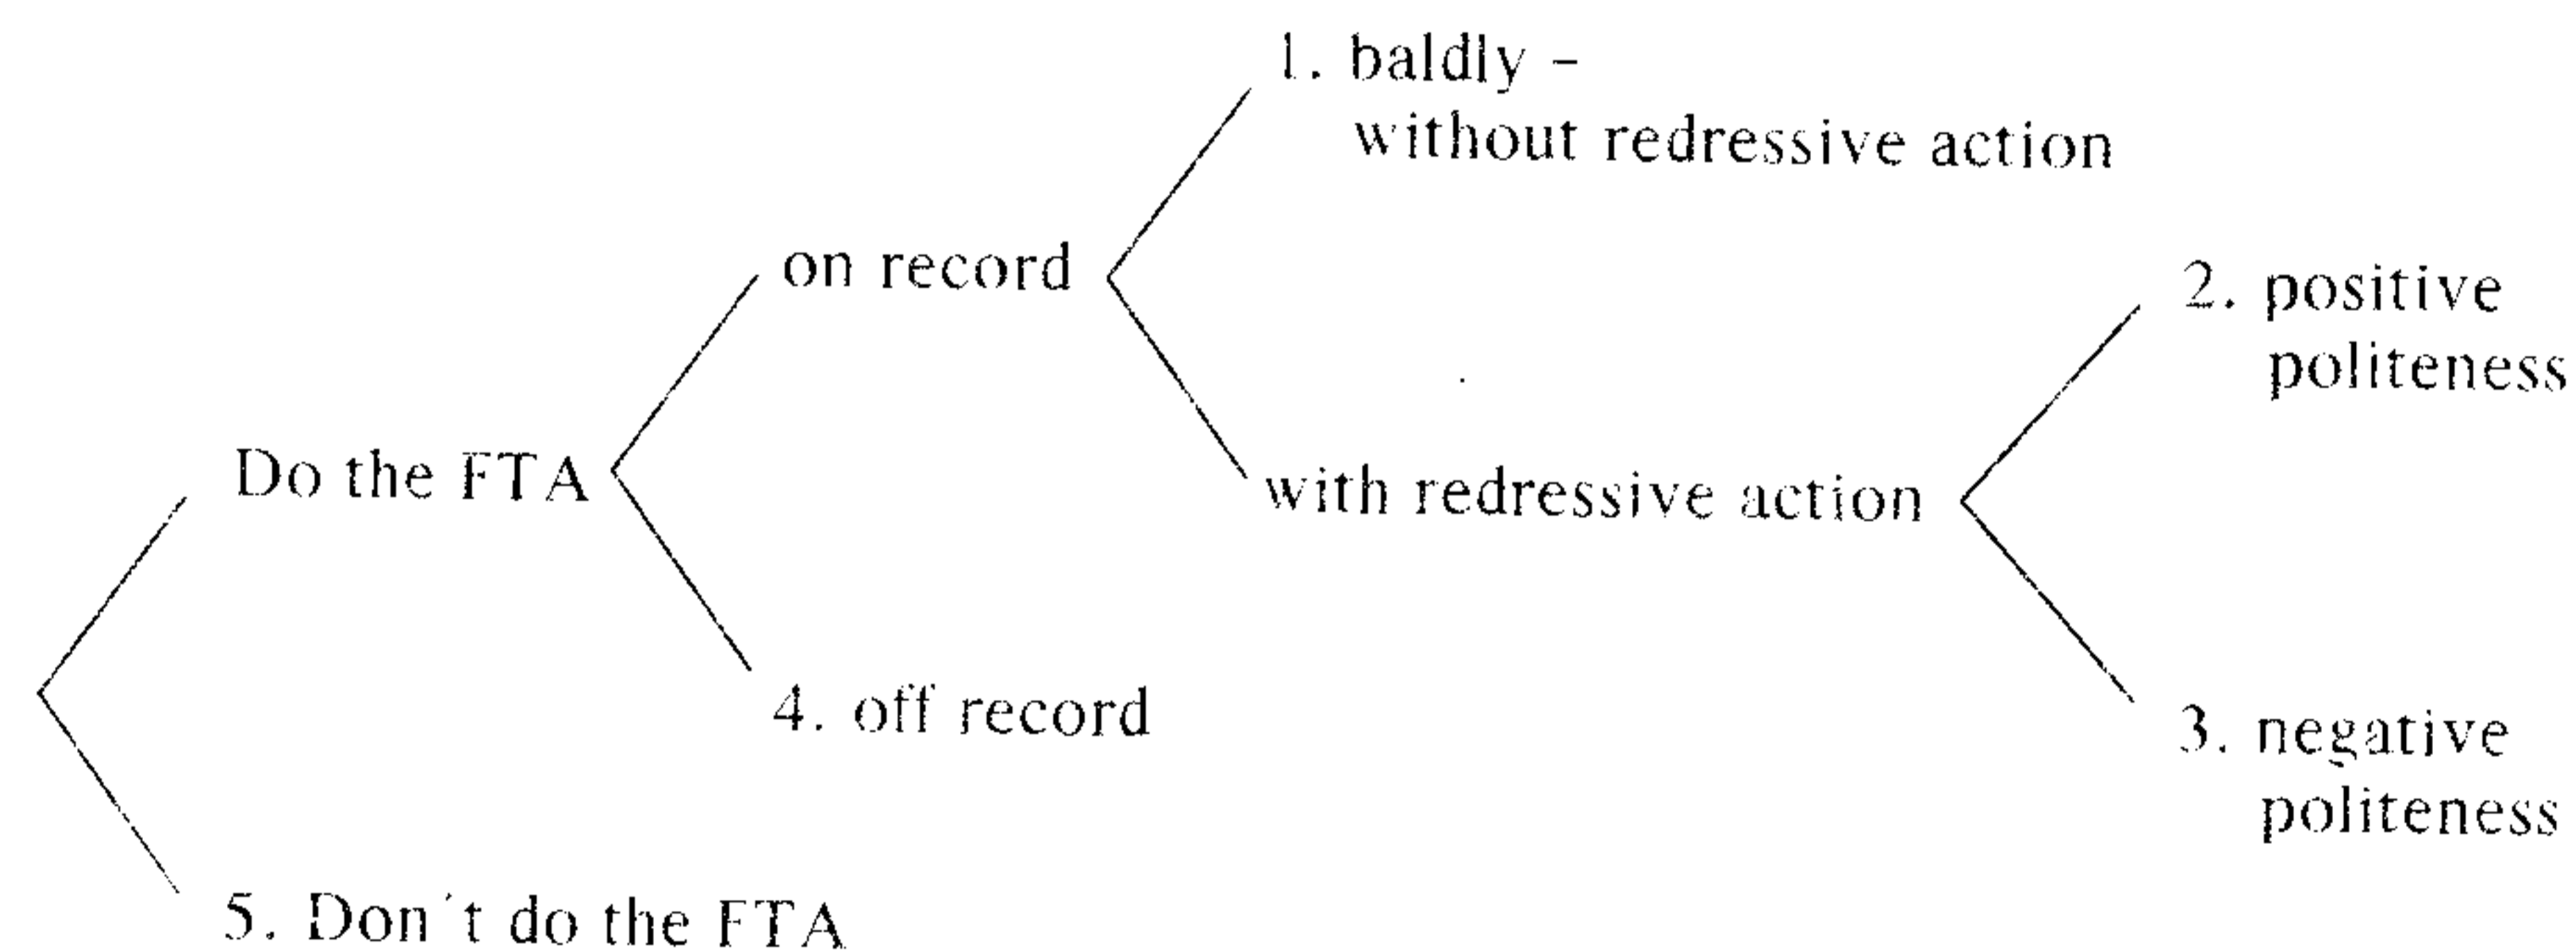 1. baldly –
without redressive action
on record
2. positive
politeness
Do the FTA
with redressive action
4. off record
3. negative
politeness
5. Don't do the FTA